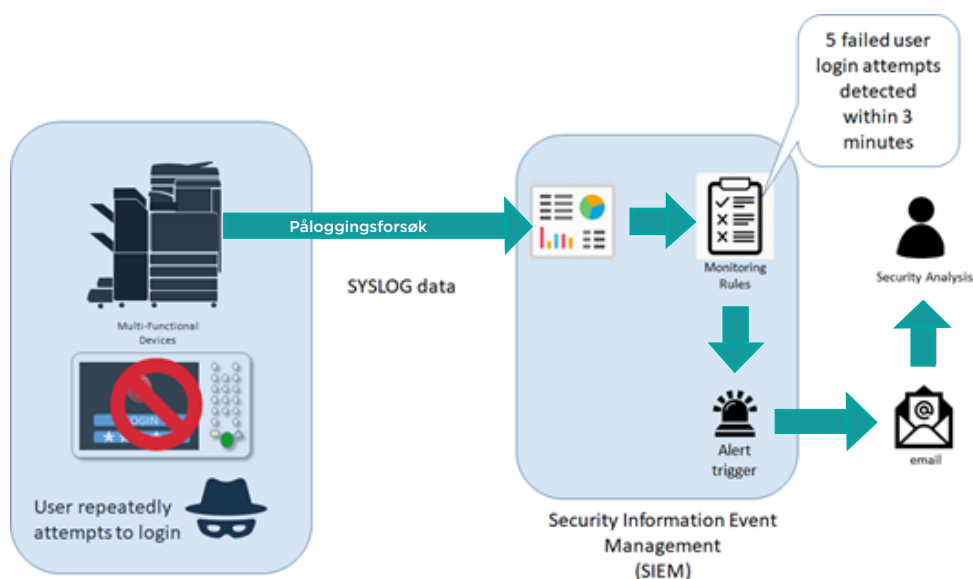 5 failed user
login attempts
detected
within 3
minutes
Påloggingsforsøk
SYSLOG data
Multi-Functional
Devices
LOGIN
User repeatedly
attempts to login
Monitoring
Rules
Alert
trigger
Security Information Event
Management
(SIEM)
Security Analysis
@
email